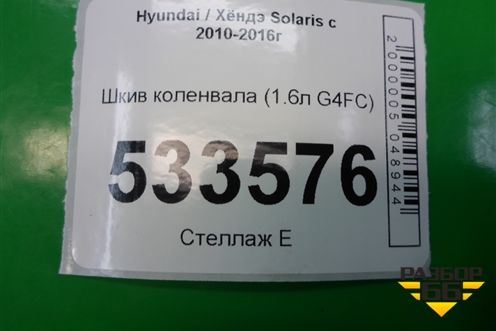 Hyundai / Хёндэ Solaris с
2010-2016г
Шкив коленвала (1.6л G4FC)
533576
Стеллаж Е
2000005048944
РАЗБОР
66